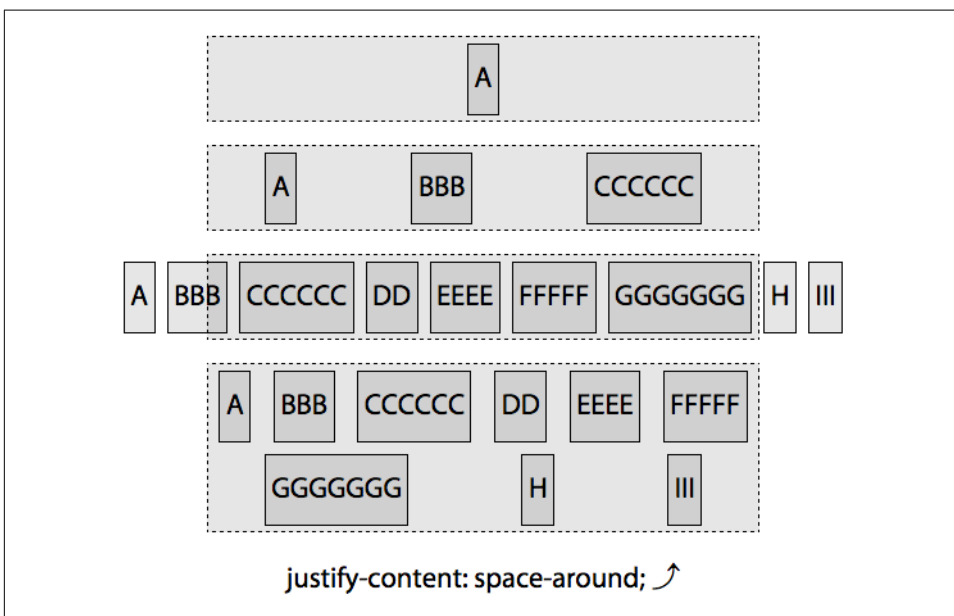 A
A BBB CCCCCC
A BBB CCCCCC DD EEEE FFFFF GGGGGGG H III
A BBB CCCCCC DD EEEE FFFFF
GGGGGGG H III
justify-content: space-around;